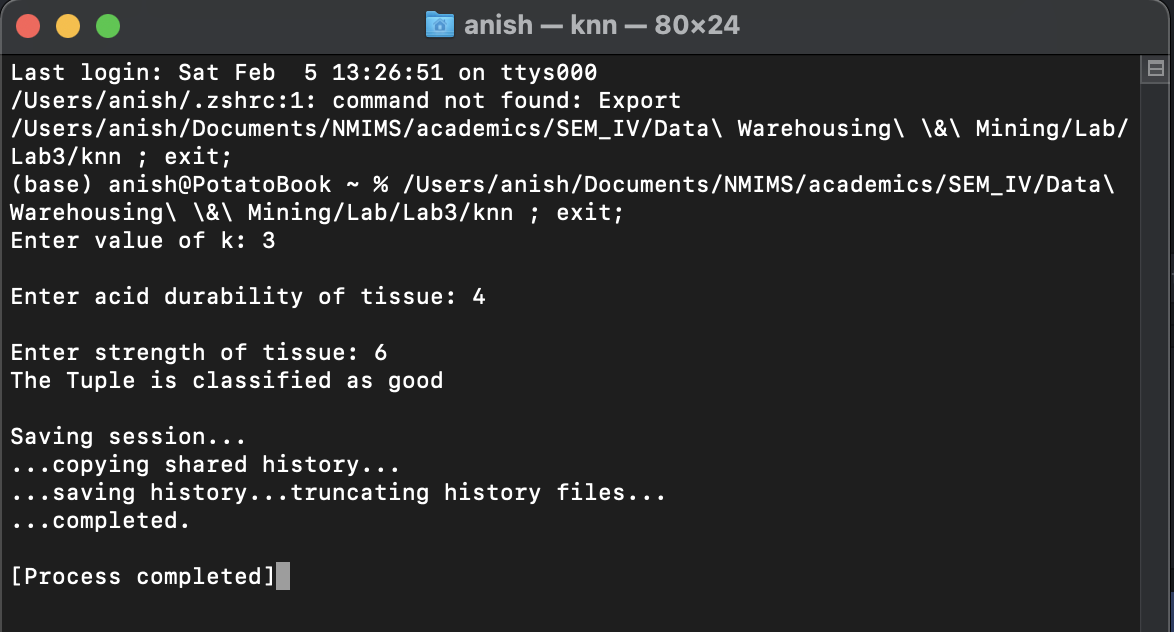 anish — knn — 80×24
Last login: Sat Feb  5 13:26:51 on ttys000
/Users/anish/.zshrc:1: command not found: Export
/Users/anish/Documents/NMIMS/academics/SEM_IV/Data\ Warehousing\ \&\ Mining/Lab/
Lab3/knn ; exit;
(base) anish@PotatoBook ~ % /Users/anish/Documents/NMIMS/academics/SEM_IV/Data\
Warehousing\ \&\ Mining/Lab/Lab3/knn ; exit;
Enter value of k: 3
Enter acid durability of tissue: 4
Enter strength of tissue: 6
The Tuple is classified as good
Saving session...
...copying shared history...
...saving history...truncating history files...
...completed.
[Process completed]